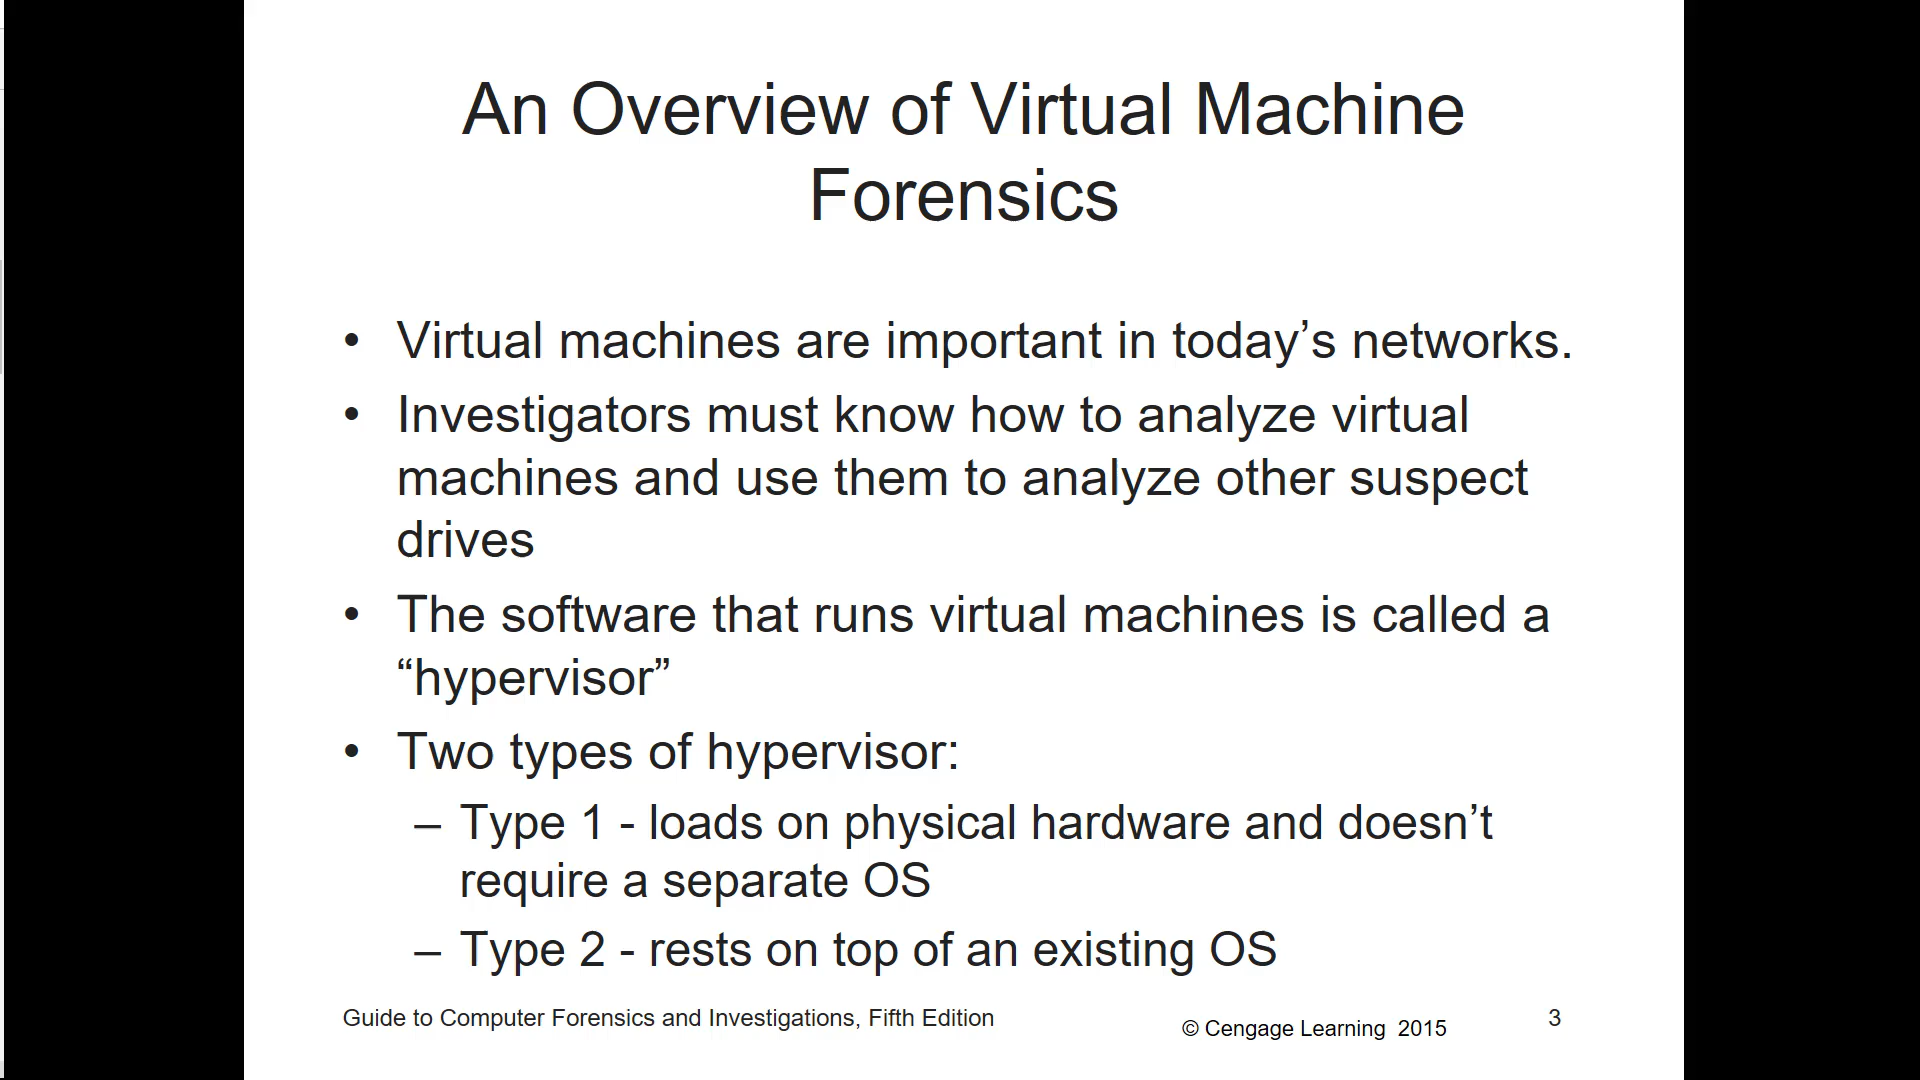 An Overview of Virtual Machine
Forensics
• Virtual machines are important in today’s networks.
• Investigators must know how to analyze virtual
machines and use them to analyze other suspect
drives
• The software that runs virtual machines is called a
“hypervisor”
• Two types of hypervisor:
– Type 1 - loads on physical hardware and doesn’t
require a separate OS
– Type 2 - rests on top of an existing OS
Guide to Computer Forensics and Investigations, Fifth Edition
© Cengage Learning 2015
3